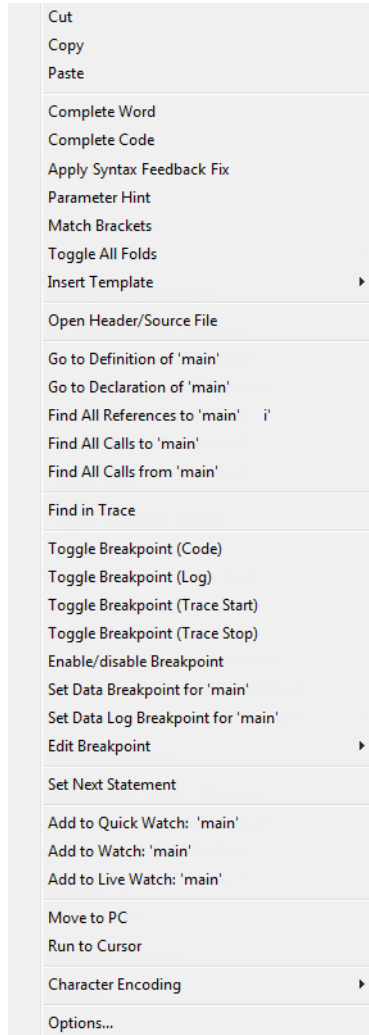 Cut
Copy
Paste
Complete Word
Complete Code
Apply Syntax Feedback Fix
Parameter Hint
Match Brackets
Toggle All Folds
Insert Template
Open Header/Source File
Go to Definition of 'main'
Go to Declaration of 'main'
Find All References to 'main' i'
Find All Calls to 'main'
Find All Calls from 'main'
Find in Trace
Toggle Breakpoint (Code)
Toggle Breakpoint (Log)
Toggle Breakpoint (Trace Start)
Toggle Breakpoint (Trace Stop)
Enable/disable Breakpoint
Set Data Breakpoint for 'main'
Set Data Log Breakpoint for 'main'
Edit Breakpoint
Set Next Statement
Add to Quick Watch: 'main'
Add to Watch: 'main'
Add to Live Watch: 'main'
Move to PC
Run to Cursor
Character Encoding
Options...